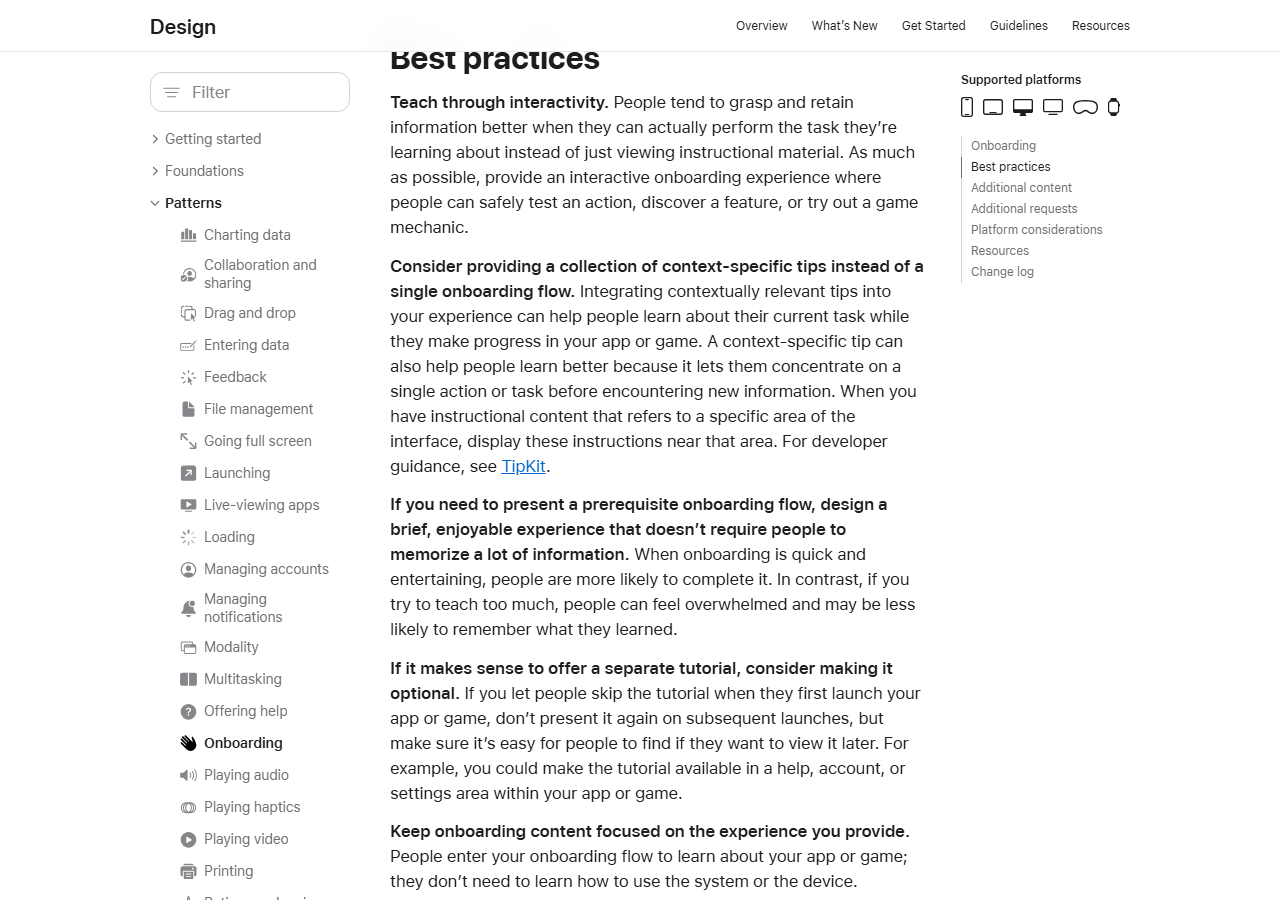 Design
Overview
What’s New
Get Started
Guidelines
Resources
Filter
Getting started
Foundations
Patterns
Charting data
Collaboration and
sharing
Drag and drop
Entering data
Feedback
File management
Going full screen
Launching
Live-viewing apps
Loading
Managing accounts
Managing
notifications
Modality
Multitasking
Offering help
Onboarding
Playing audio
Playing haptics
Playing video
Printing
Best practices
Teach through interactivity. People tend to grasp and retain
information better when they can actually perform the task they’re
learning about instead of just viewing instructional material. As much
as possible, provide an interactive onboarding experience where
people can safely test an action, discover a feature, or try out a game
mechanic.
Consider providing a collection of context-specific tips instead of a
single onboarding flow. Integrating contextually relevant tips into
your experience can help people learn about their current task while
they make progress in your app or game. A context-specific tip can
also help people learn better because it lets them concentrate on a
single action or task before encountering new information. When you
have instructional content that refers to a specific area of the
interface, display these instructions near that area. For developer
guidance, see TipKit.
If you need to present a prerequisite onboarding flow, design a
brief, enjoyable experience that doesn’t require people to
memorize a lot of information. When onboarding is quick and
entertaining, people are more likely to complete it. In contrast, if you
try to teach too much, people can feel overwhelmed and may be less
likely to remember what they learned.
If it makes sense to offer a separate tutorial, consider making it
optional. If you let people skip the tutorial when they first launch your
app or game, don’t present it again on subsequent launches, but
make sure it’s easy for people to find if they want to view it later. For
example, you could make the tutorial available in a help, account, or
settings area within your app or game.
Keep onboarding content focused on the experience you provide.
People enter your onboarding flow to learn about your app or game;
they don’t need to learn how to use the system or the device.
Supported platforms
Onboarding
Best practices
Additional content
Additional requests
Platform considerations
Resources
Change log